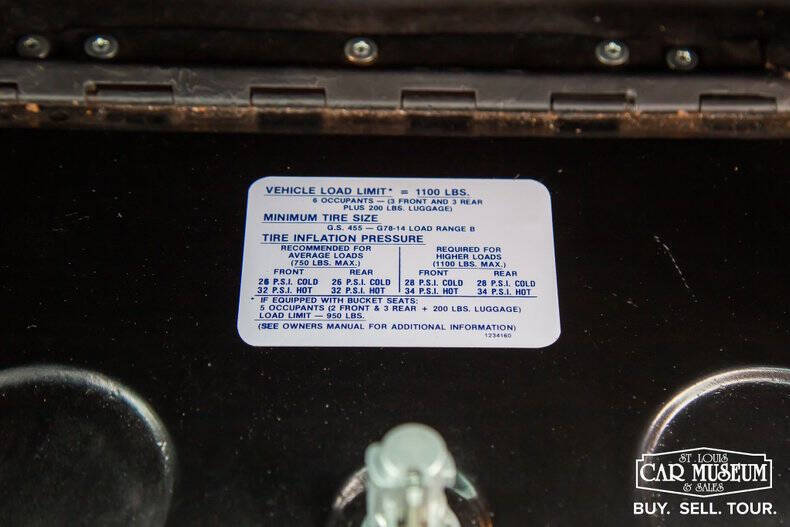 VEHICLE LOAD LIMIT* = 1100 LBS.
6 OCCUPANTS — (3 FRONT AND 3 REAR
PLUS 200 LBS. LUGGAGE)
MINIMUM TIRE SIZE
G.S. 455 — G78-14 LOAD RANGE B
TIRE INFLATION PRESSURE
RECOMMENDED FOR
AVERAGE LOADS
(750 LBS. MAX.)
FRONT REAR
26 P.S.I. COLD 26 P.S.I. COLD
32 P.S.I. HOT 32 P.S.I. HOT
REQUIRED FOR
HIGHER LOADS
(1100 LBS. MAX.)
FRONT REAR
28 P.S.I. COLD 28 P.S.I. COLD
34 P.S.I. HOT 34 P.S.I. HOT
* IF EQUIPPED WITH BUCKET SEATS:
5 OCCUPANTS (2 FRONT & 3 REAR + 200 LBS. LUGGAGE)
LOAD LIMIT — 950 LBS.
(SEE OWNERS MANUAL FOR ADDITIONAL INFORMATION)
1234160
ST. LOUIS
CAR MUSEUM
& SALES
BUY. SELL. TOUR.